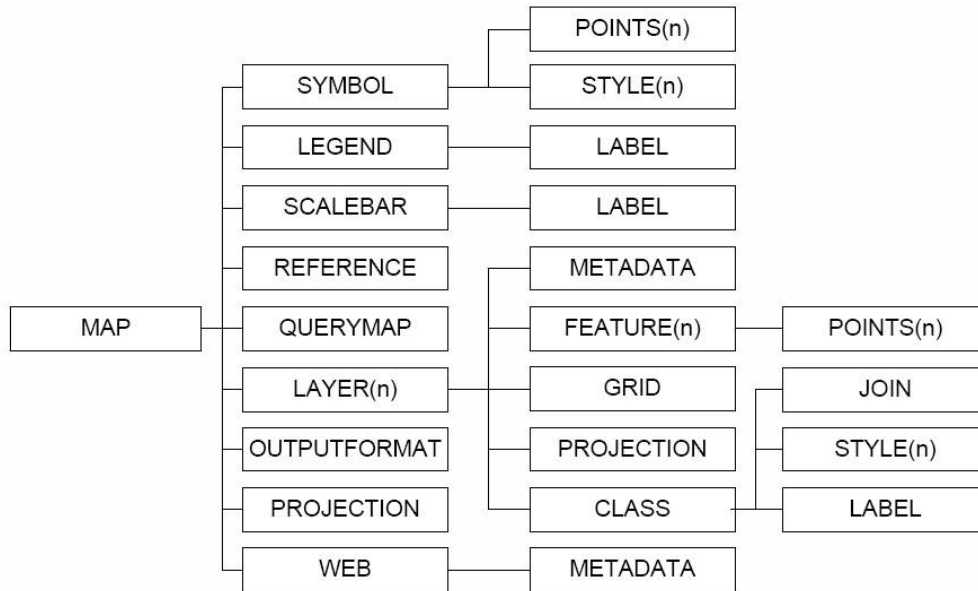 POINTS(n)
SYMBOL STYLE(n)
LEGEND LABEL
SCALEBAR LABEL
REFERENCE METADATA
MAP QUERYMAP FEATURE(n) POINTS(n)
LAYER(n) GRID JOIN
OUTPUTFORMAT PROJECTION STYLE(n)
PROJECTION CLASS LABEL
WEB METADATA